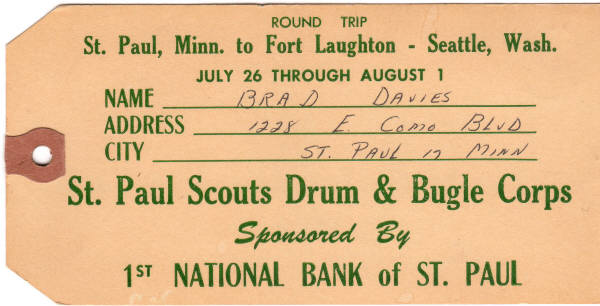 ROUND TRIP
St. Paul, Minn. to Fort Laughton - Seattle, Wash.
JULY 26 THROUGH AUGUST 1
NAME BRAD DAVIES
ADDRESS 1228 E. COMO BLVD
CITY ST. PAUL 17 MINN
St. Paul Scouts Drum & Bugle Corps
Sponsored By
1ST NATIONAL BANK of ST. PAUL